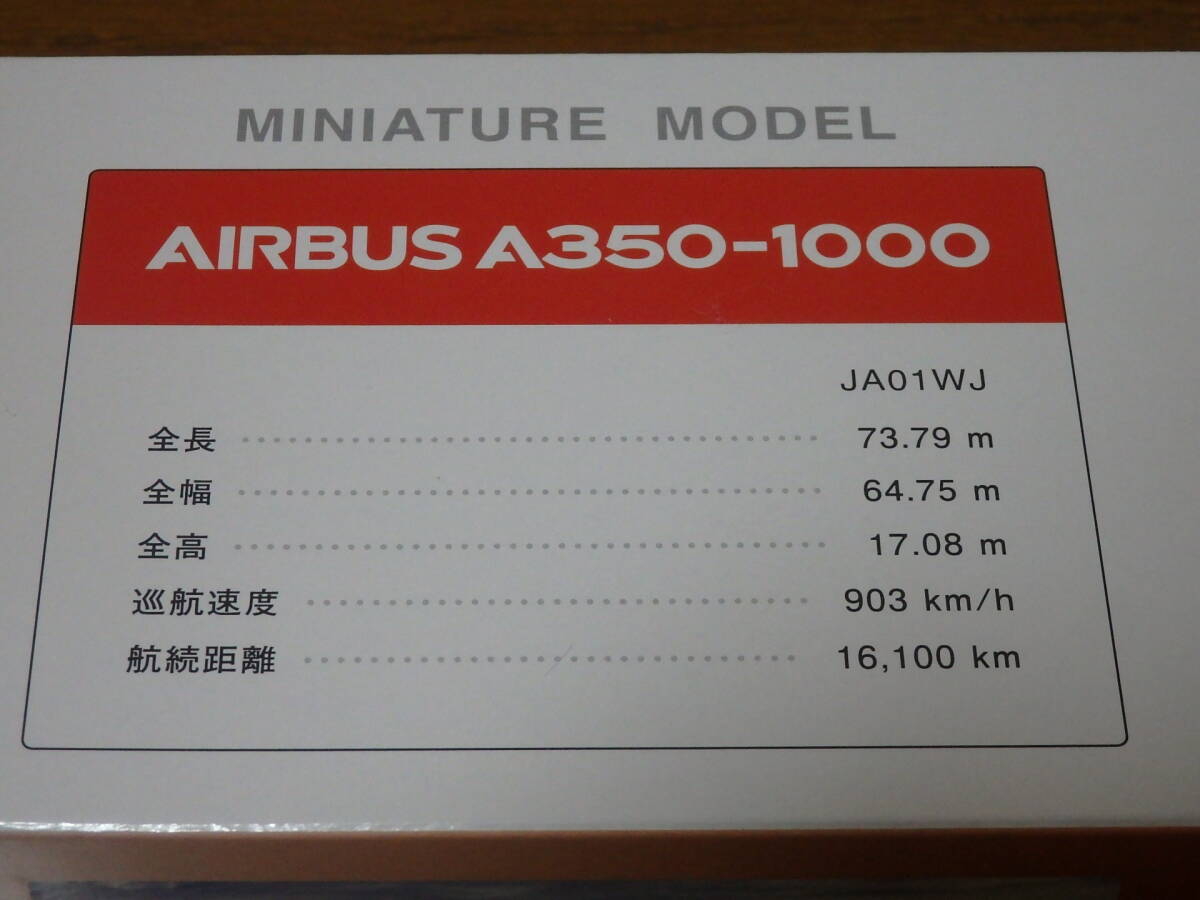 MINIATURE MODEL
AIRBUS A350-1000
JA01WJ
全長 73.79 m
全幅 64.75 m
全高 17.08 m
巡航速度 903 km/h
航続距離 16,100 km